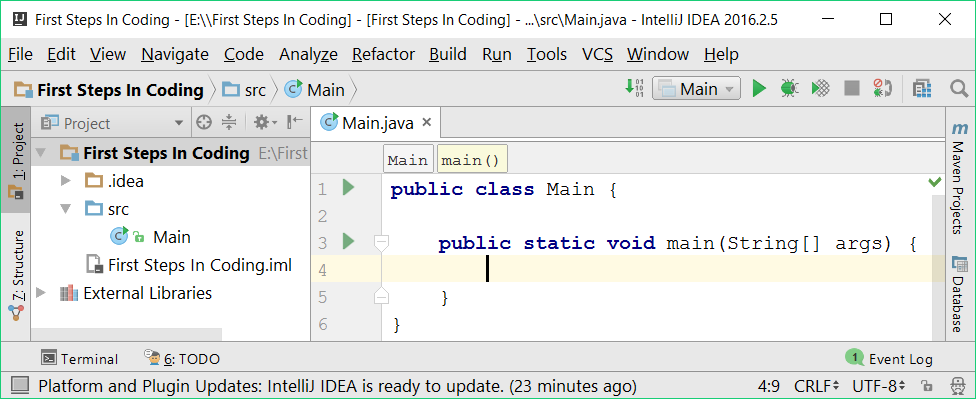 First Steps In Coding - [E:\\First Steps In Coding] - [First Steps In Coding] - ...\src\Main.java - IntelliJ IDEA 2016.2.5
File Edit View Navigate Code Analyze Refactor Build Run Tools VCS Window Help
First Steps In Coding src Main Main
1: Project
Z: Structure
Project
First Steps In Coding E:\First
.idea
src
Main
First Steps In Coding.iml
External Libraries
Main.java
Main main()
1 public class Main {
2
3 public static void main(String[] args) {
4
5 }
6 }
Maven Projects
Database
Terminal 6: TODO 1 Event Log
Platform and Plugin Updates: IntelliJ IDEA is ready to update. (23 minutes ago) 4:9 CRLF UTF-8